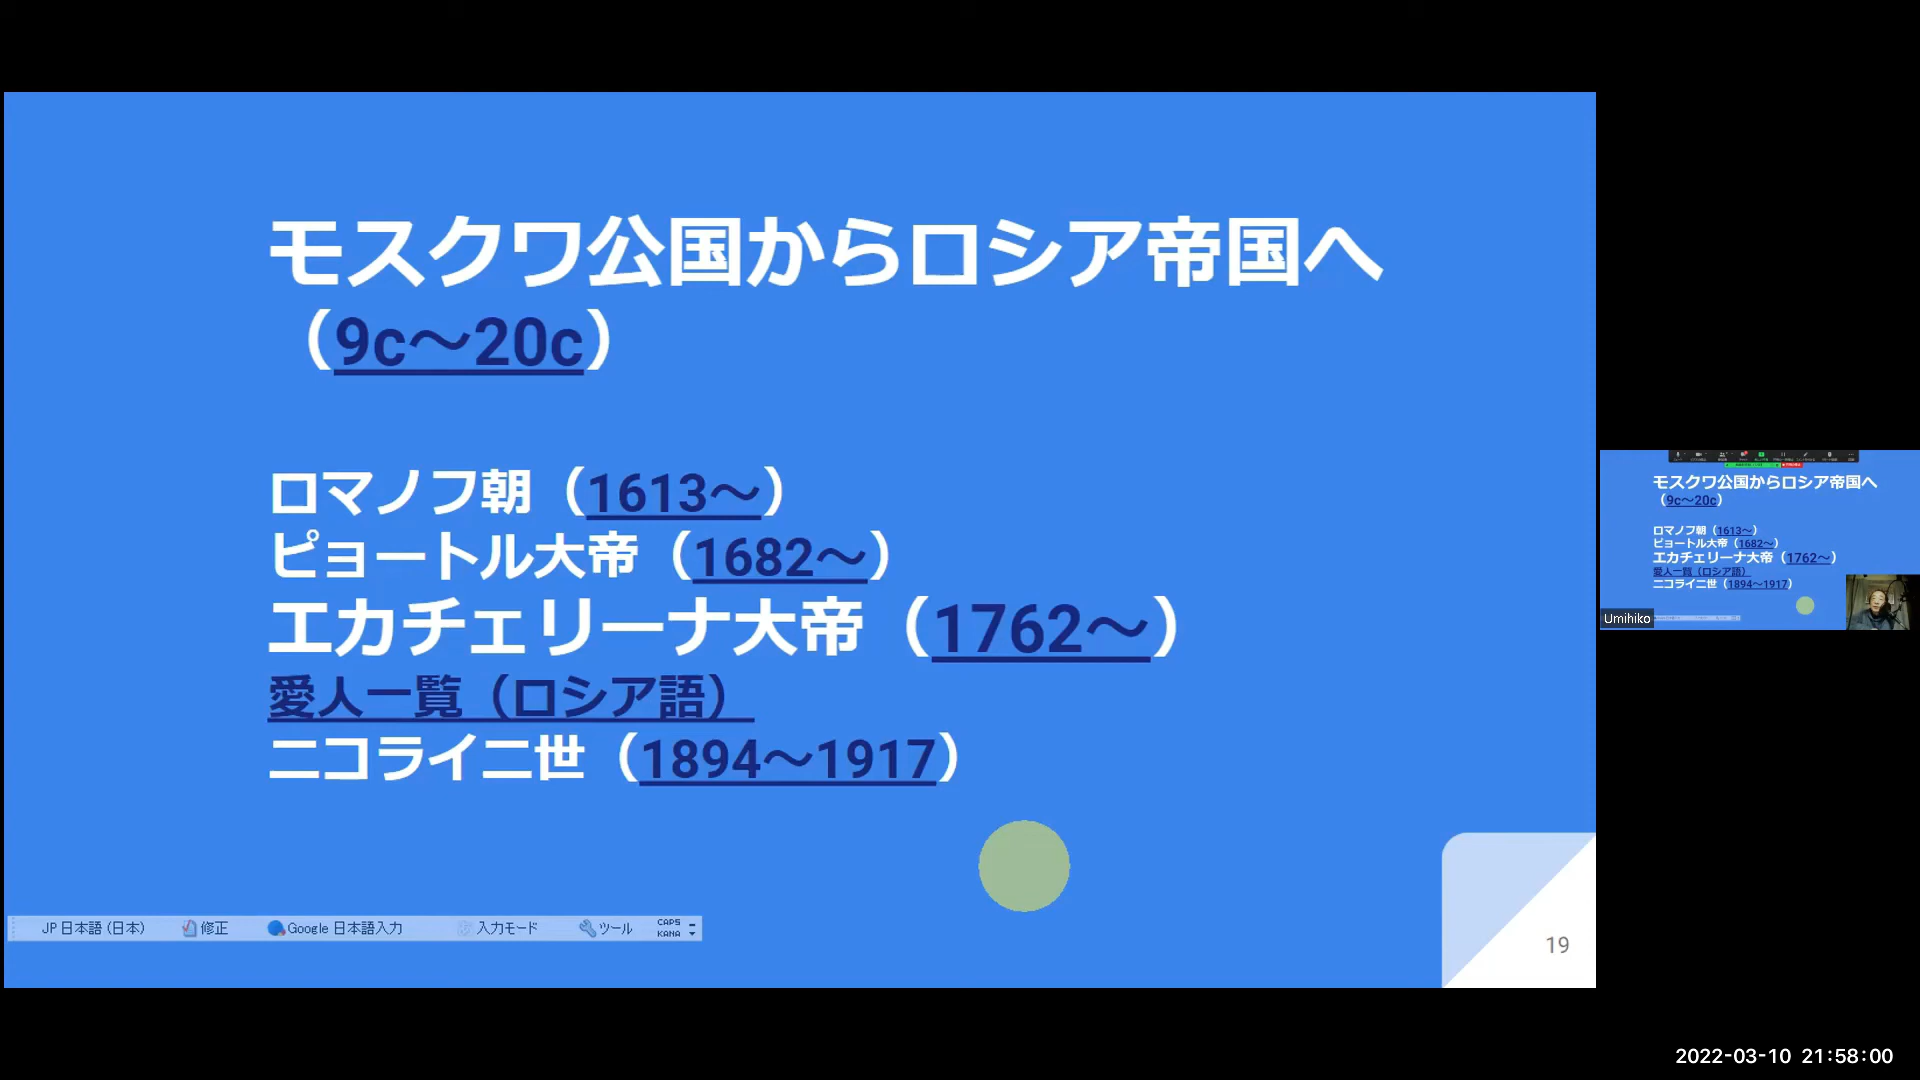 モスクワ公国からロシア帝国へ
（9c～20c）
ロマノフ朝（1613～）
ピョートル大帝（1682～）
エカチェリーナ大帝（1762～）
愛人一覧（ロシア語）
ニコライ二世（1894～1917）
JP 日本語 (日本) 修正 Google 日本語入力 入力モード ツール CAPS KANA
19
モスクワ公国からロシア帝国へ
（9c～20c）
ロマノフ朝（1613～）
ピョートル大帝（1682～）
エカチェリーナ大帝（1762～）
愛人一覧（ロシア語）
ニコライ二世（1894～1917）
Umihiko
2022-03-10 21:58:00